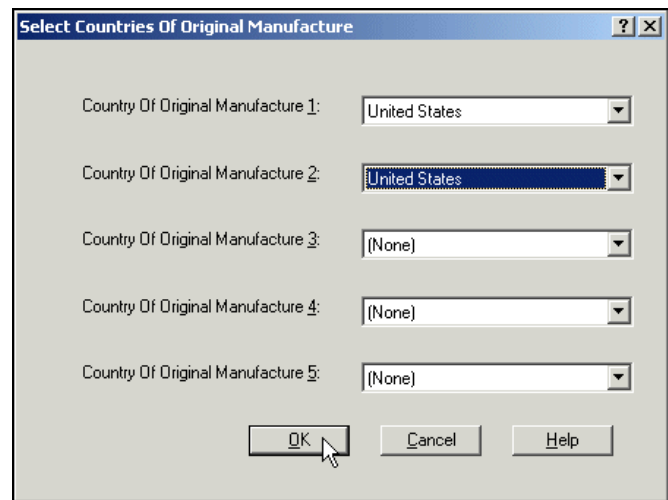 Select Countries Of Original Manufacture
Country Of Original Manufacture 1: United States
Country Of Original Manufacture 2: United States
Country Of Original Manufacture 3: (None)
Country Of Original Manufacture 4: (None)
Country Of Original Manufacture 5: (None)
OK Cancel Help